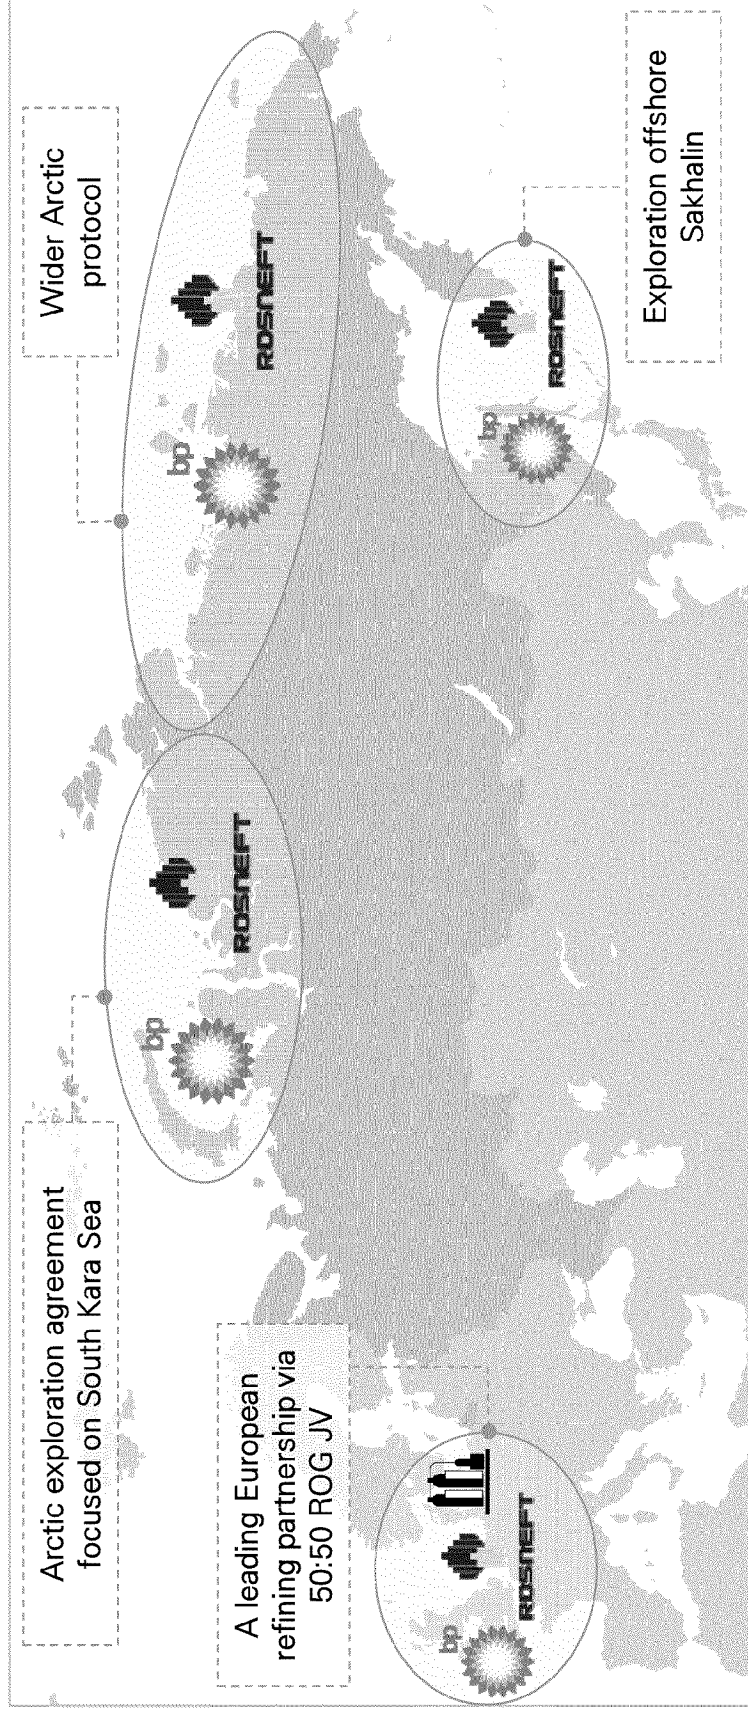 Arctic exploration agreement
focused on South Kara Sea
Wider Arctic
protocol
bp
ROSNEFT
bp
ROSNEFT
A leading European
refining partnership via
50:50 ROG JV
bp
ROSNEFT
bp
ROSNEFT
Exploration offshore
Sakhalin